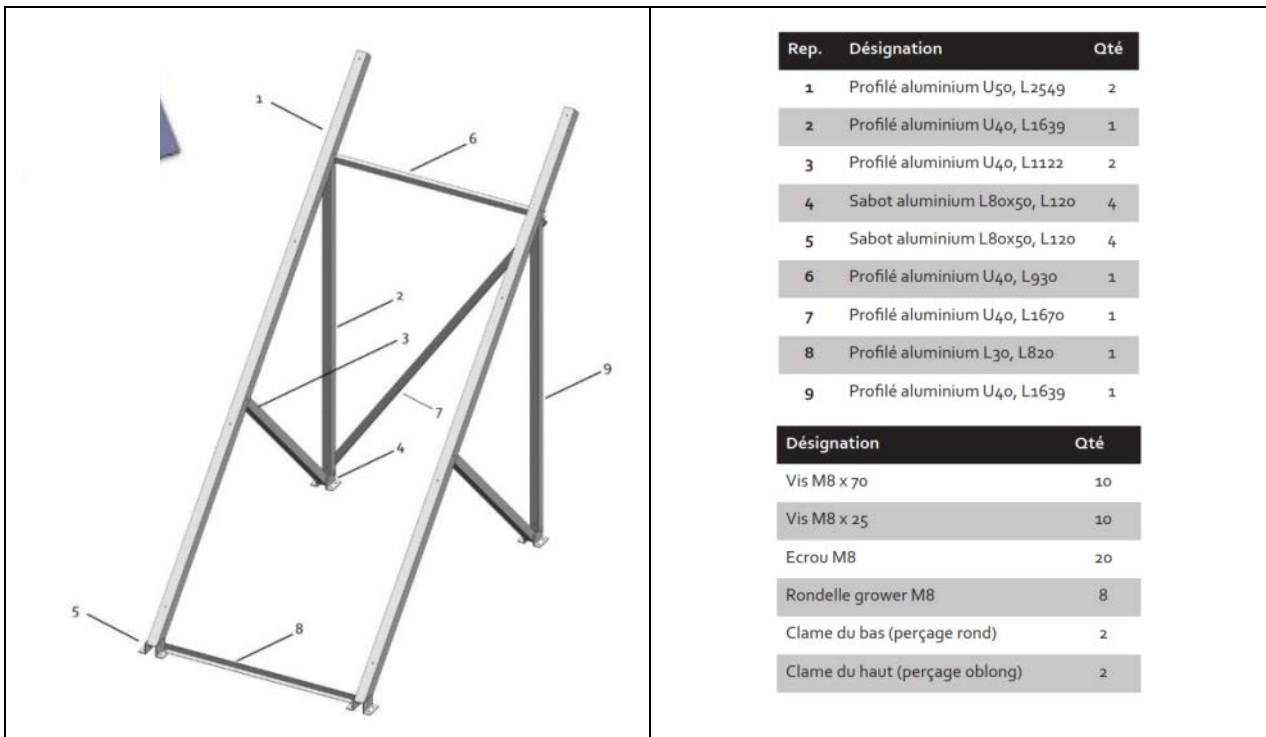 1
6
2
3
9
7
4
5
8
Rep. Désignation Qté
1 Profilé aluminium U50, L2549 2
2 Profilé aluminium U40, L1639 1
3 Profilé aluminium U40, L1122 2
4 Sabot aluminium L80x50, L120 4
5 Sabot aluminium L80x50, L120 4
6 Profilé aluminium U40, L930 1
7 Profilé aluminium U40, L1670 1
8 Profilé aluminium L30, L820 1
9 Profilé aluminium U40, L1639 1
Désignation Qté
Vis M8 x 70 10
Vis M8 x 25 10
Ecrou M8 20
Rondelle grower M8 8
Clame du bas (perçage rond) 2
Clame du haut (perçage oblong) 2